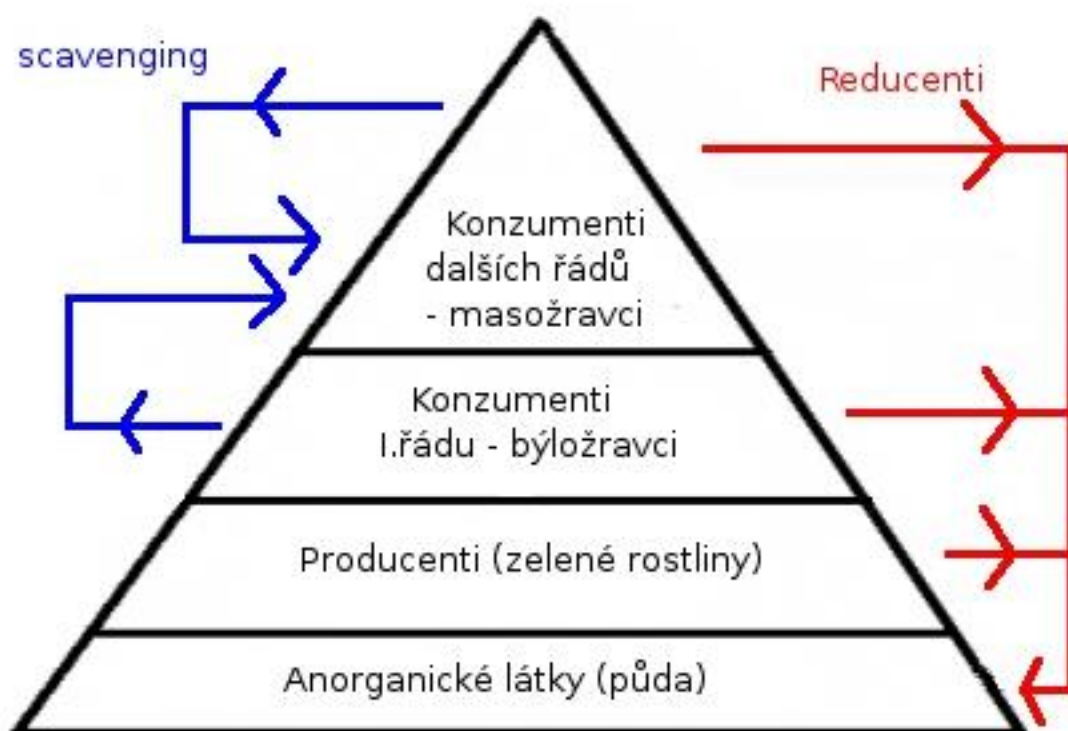 scavenging
Reducenti
Konzumenti
dalších řádů
- masožravci
Konzumenti
I.řádu - býložravci
Producenti (zelené rostliny)
Anorganické látky (půda)